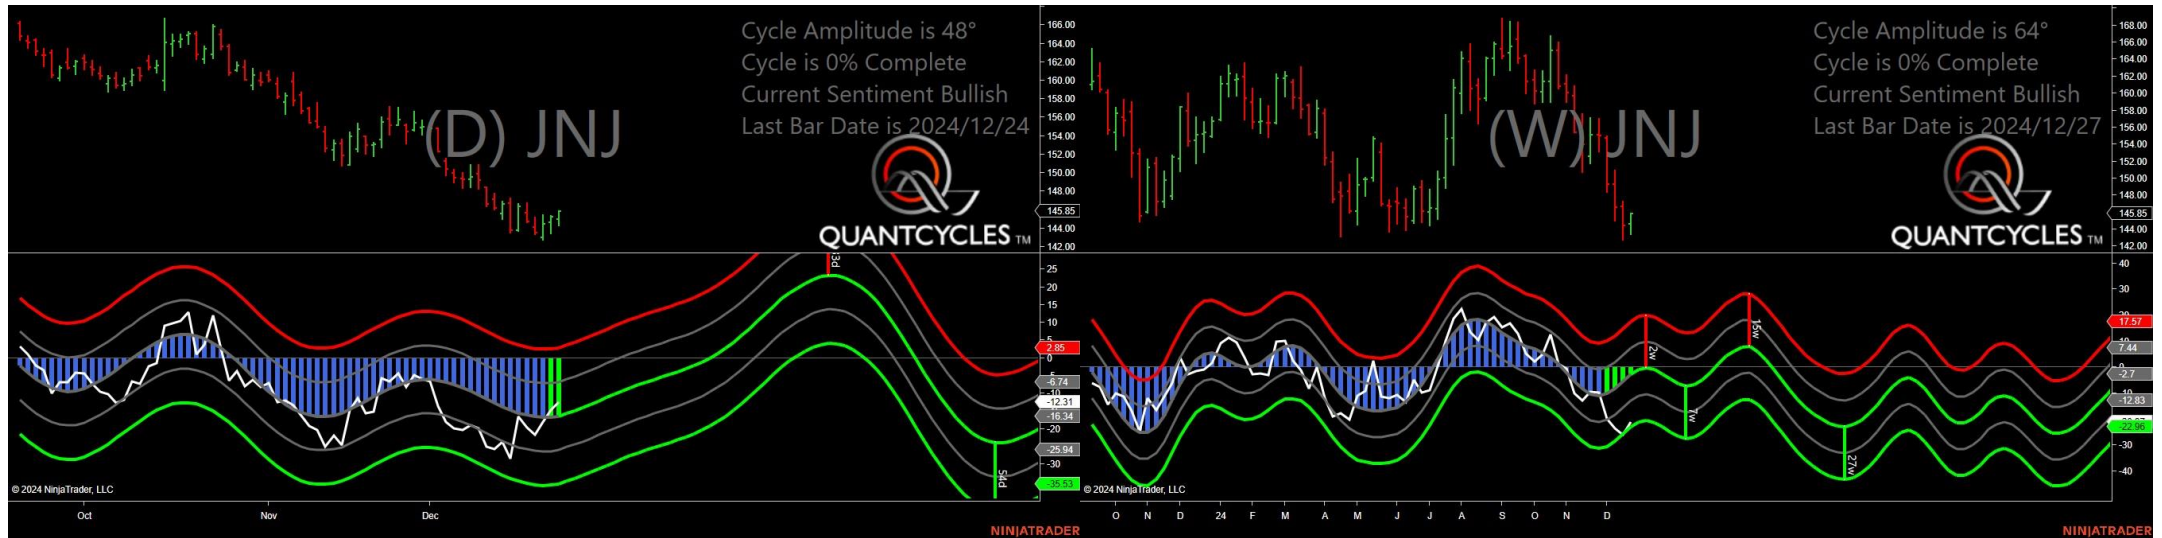 Cycle Amplitude is 48°
Cycle is 0% Complete
Current Sentiment Bullish
Last Bar Date is 2024/12/24
(D) JNJ
QUANTCYCLES TM
166.00
164.00
162.00
160.00
158.00
156.00
154.00
152.00
150.00
148.00
145.85
144.00
142.00
25
20
15
10
5
2.85
0
-6.74
-12.31
-16.34
-20
-25.94
-30
-35.53
54d
© 2024 NinjaTrader, LLC
Oct
Nov
Dec
NINJATRADER
Cycle Amplitude is 64°
Cycle is 0% Complete
Current Sentiment Bullish
Last Bar Date is 2024/12/27
(W) JNJ
QUANTCYCLES TM
168.00
166.00
164.00
162.00
160.00
158.00
156.00
154.00
152.00
150.00
148.00
145.85
144.00
142.00
40
30
17.57
7.44
-2.7
-12.83
-22.96
-30
-40
2w
15w
7w
27w
© 2024 NinjaTrader, LLC
O N D 24 F M A M J J A S O N D
NINJATRADER